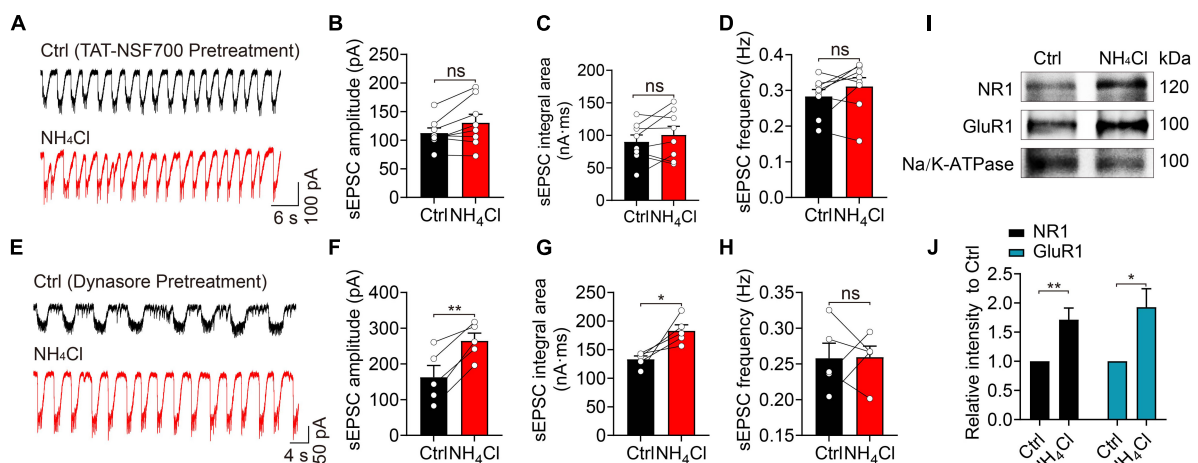 A
Ctrl (TAT-NSF700 Pretreatment)
NH₄Cl
6 s
100 pA
B
sEPSC amplitude (pA)
250
200
150
100
50
0
ns
Ctrl NH₄Cl
C
sEPSC integral area
(nA·ms)
200
150
100
50
0
ns
Ctrl NH₄Cl
D
sEPSC frequency (Hz)
0.4
0.3
0.2
0.1
0.0
ns
Ctrl NH₄Cl
I
Ctrl NH₄Cl kDa
NR1 120
GluR1 100
Na/K-ATPase 100
E
Ctrl (Dynasore Pretreatment)
NH₄Cl
4 s
50 pA
F
sEPSC amplitude (pA)
400
300
200
100
0
**
Ctrl NH₄Cl
G
sEPSC integral area
(nA·ms)
250
200
150
100
50
0
*
Ctrl NH₄Cl
H
sEPSC frequency (Hz)
0.35
0.30
0.25
0.20
0.15
ns
Ctrl NH₄Cl
J
NR1
GluR1
Relative intensity to Ctrl
2.5
2.0
1.5
1.0
0.5
0.0
**
*
Ctrl
Ctrl